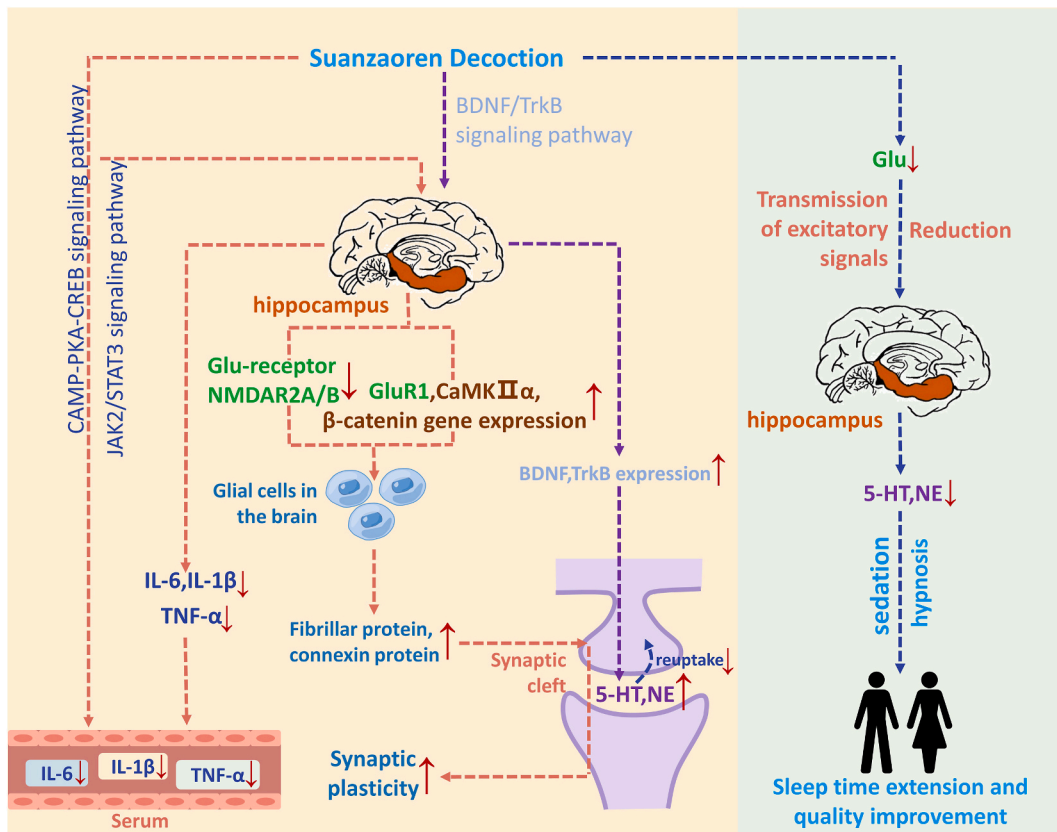 Suanzaoren Decoction
BDNF/TrkB
signaling pathway
CAMP-PKA-CREB signaling pathway
JAK2/STAT3 signaling pathway
hippocampus
Glu-receptor
NMDAR2A/B↓
GluR1,CaMKⅡα,
β-catenin gene expression↑
Glial cells in
the brain
BDNF,TrkB expression↑
IL-6,IL-1β↓
TNF-α↓
Fibrillar protein,
connexin protein↑
Synaptic
cleft
reuptake↓
5-HT,NE↑
Synaptic
plasticity↑
IL-6↓
IL-1β↓
TNF-α↓
Serum
Glu↓
Transmission
of excitatory
signals
Reduction
hippocampus
5-HT,NE↓
sedation
hypnosis
Sleep time extension and
quality improvement